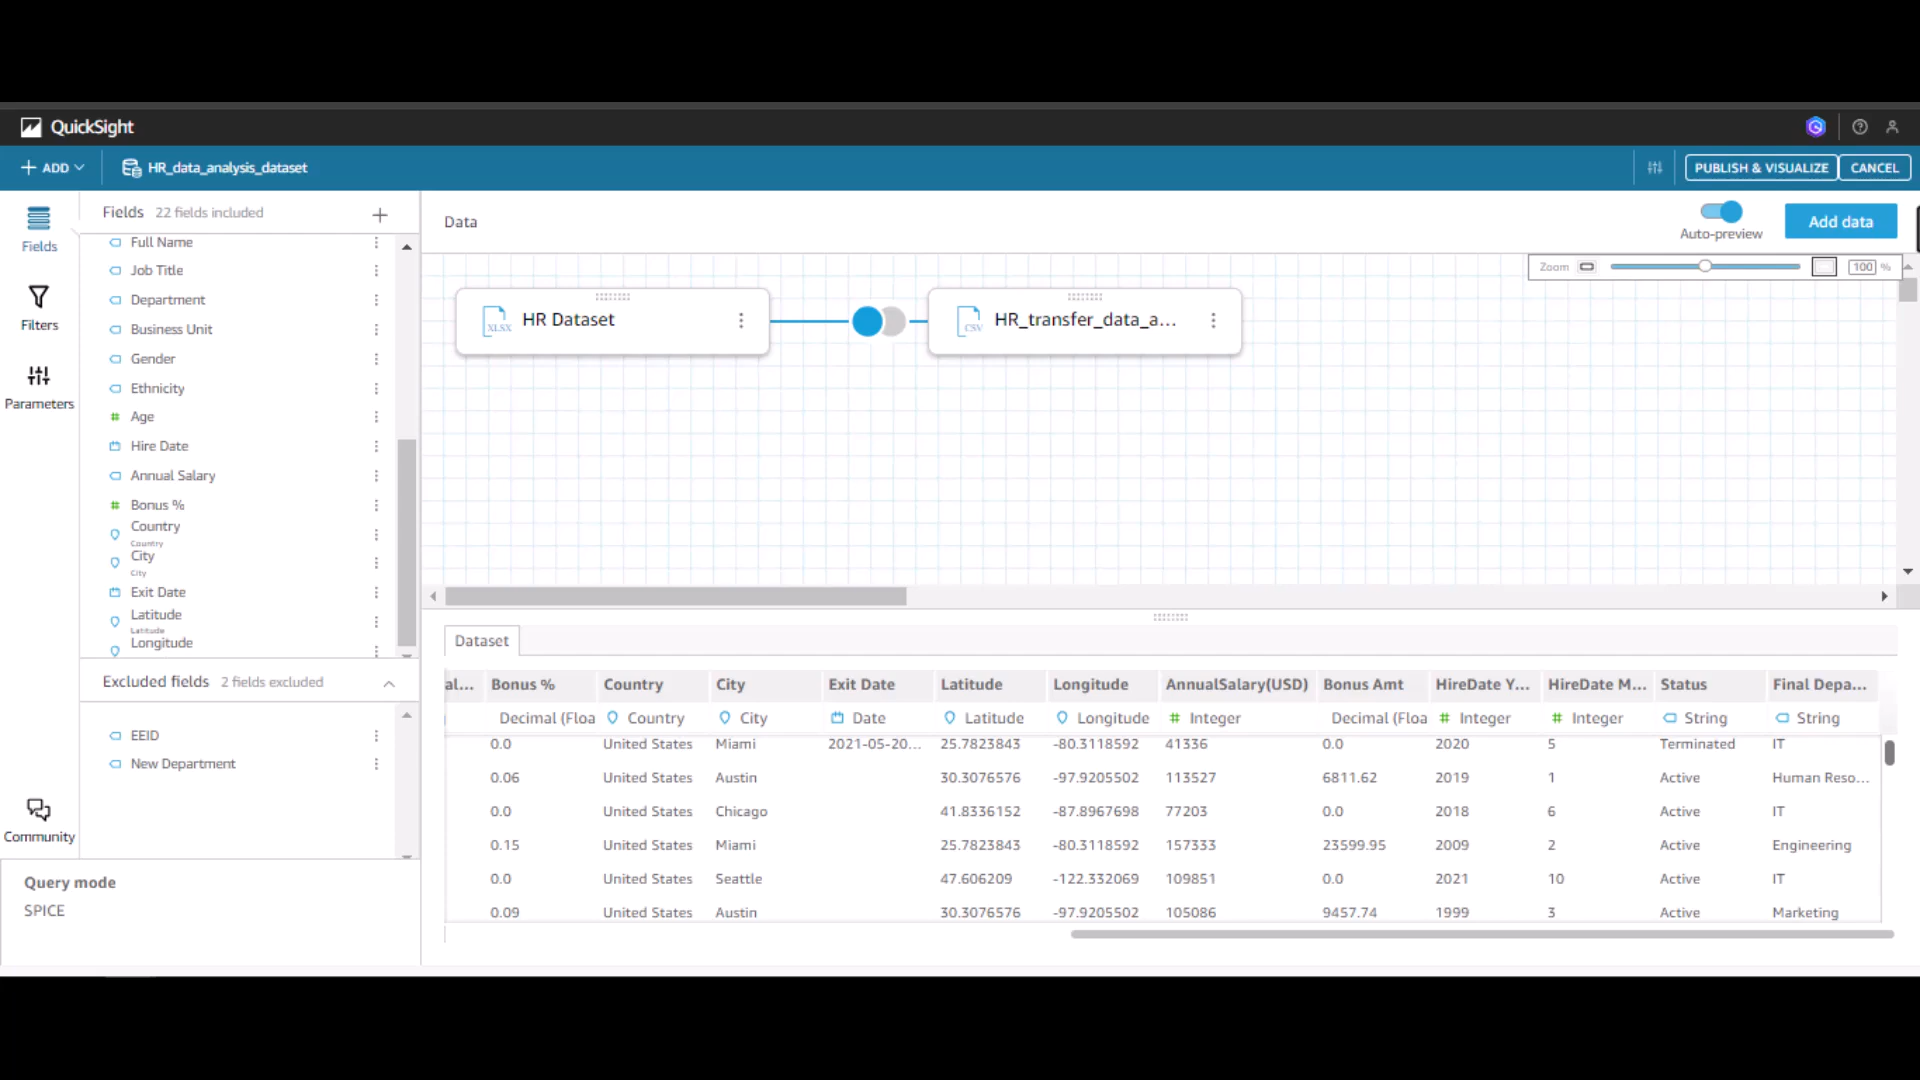 QuickSight
ADD
HR_data_analysis_dataset
PUBLISH & VISUALIZE
CANCEL
Fields
Filters
Parameters
Community
Fields 22 fields included
Full Name
Job Title
Department
Business Unit
Gender
Ethnicity
Age
Hire Date
Annual Salary
Bonus %
Country
Country
City
City
Exit Date
Latitude
Latitude
Longitude
Excluded fields 2 fields excluded
EEID
New Department
Query mode
SPICE
Data
Auto-preview
Add data
Zoom 100 %
XLSX HR Dataset
CSV HR_transfer_data_a...
Dataset
al... Bonus % Country City Exit Date Latitude Longitude AnnualSalary(USD) Bonus Amt HireDate Y... HireDate M... Status Final Depa...
Decimal (Floa Country City Date Latitude Longitude Integer Decimal (Floa Integer Integer String String
0.0 United States Miami 2021-05-20... 25.7823843 -80.3118592 41336 0.0 2020 5 Terminated IT
0.06 United States Austin 30.3076576 -97.9205502 113527 6811.62 2019 1 Active Human Reso...
0.0 United States Chicago 41.8336152 -87.8967698 77203 0.0 2018 6 Active IT
0.15 United States Miami 25.7823843 -80.3118592 157333 23599.95 2009 2 Active Engineering
0.0 United States Seattle 47.606209 -122.332069 109851 0.0 2021 10 Active IT
0.09 United States Austin 30.3076576 -97.9205502 105086 9457.74 1999 3 Active Marketing